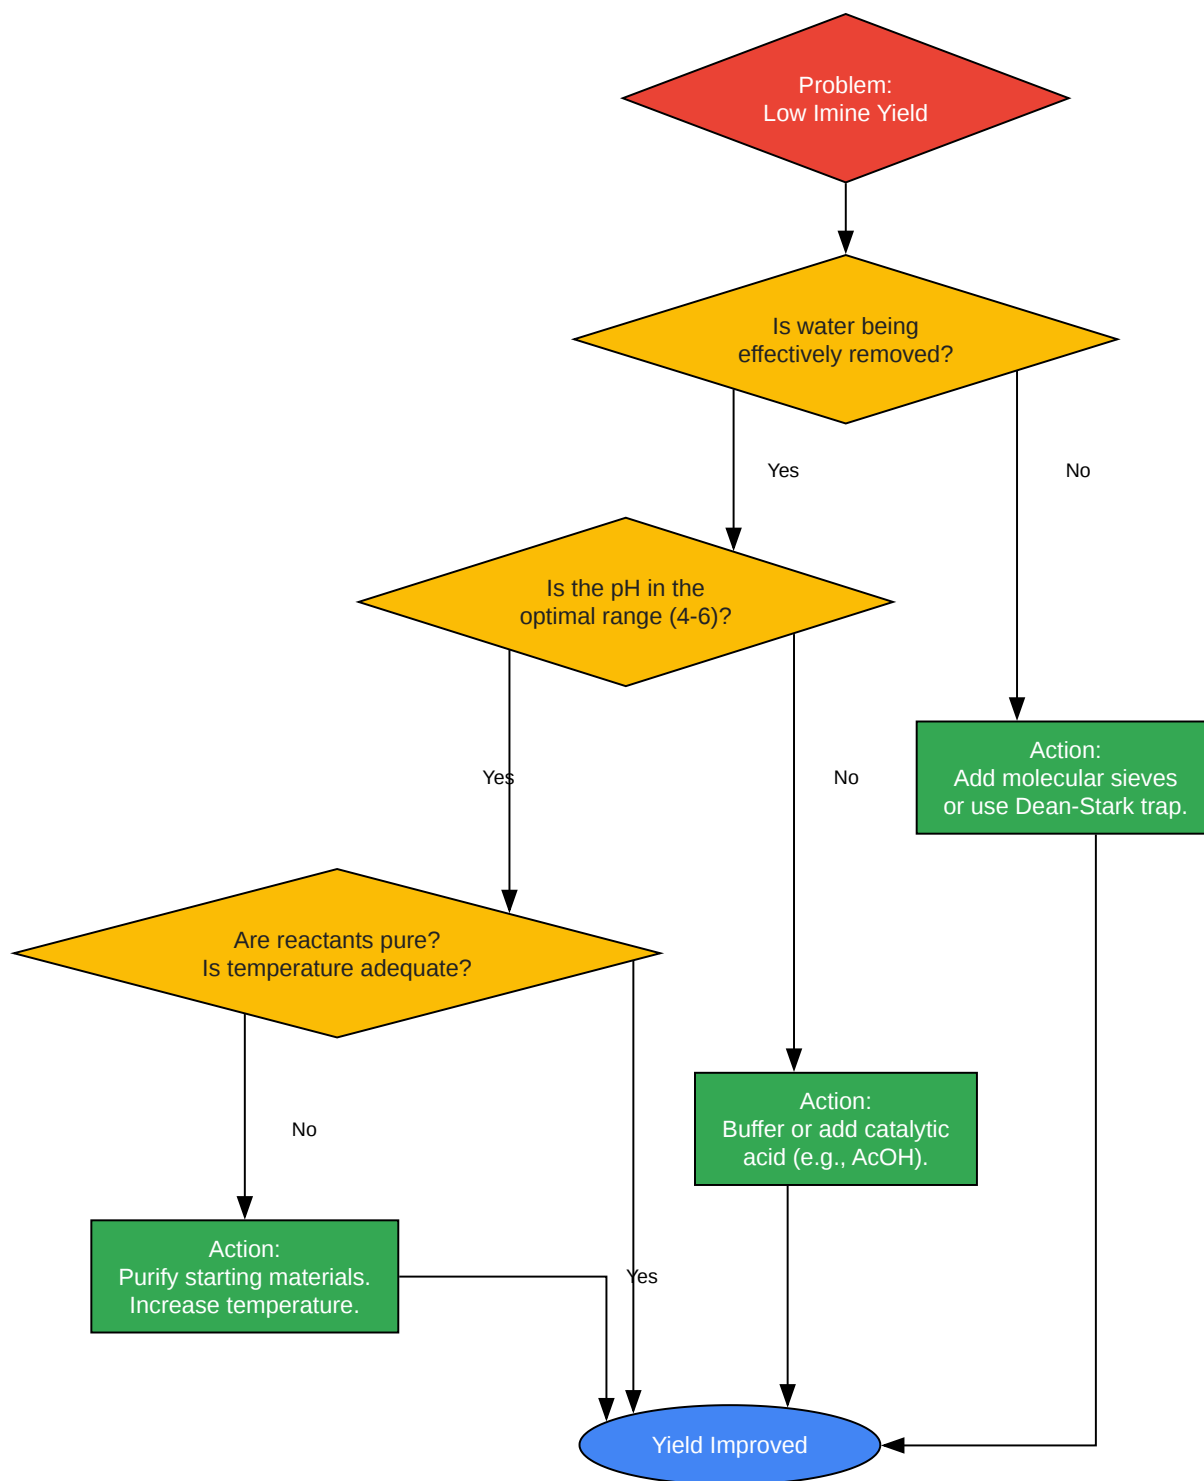 Problem:
Low Imine Yield
Is water being
effectively removed?
Yes
No
Is the pH in the
optimal range (4-6)?
Yes
No
Action:
Add molecular sieves
or use Dean-Stark trap.
Are reactants pure?
Is temperature adequate?
No
Action:
Buffer or add catalytic
acid (e.g., AcOH).
Action:
Purify starting materials.
Increase temperature.
Yes
Yield Improved